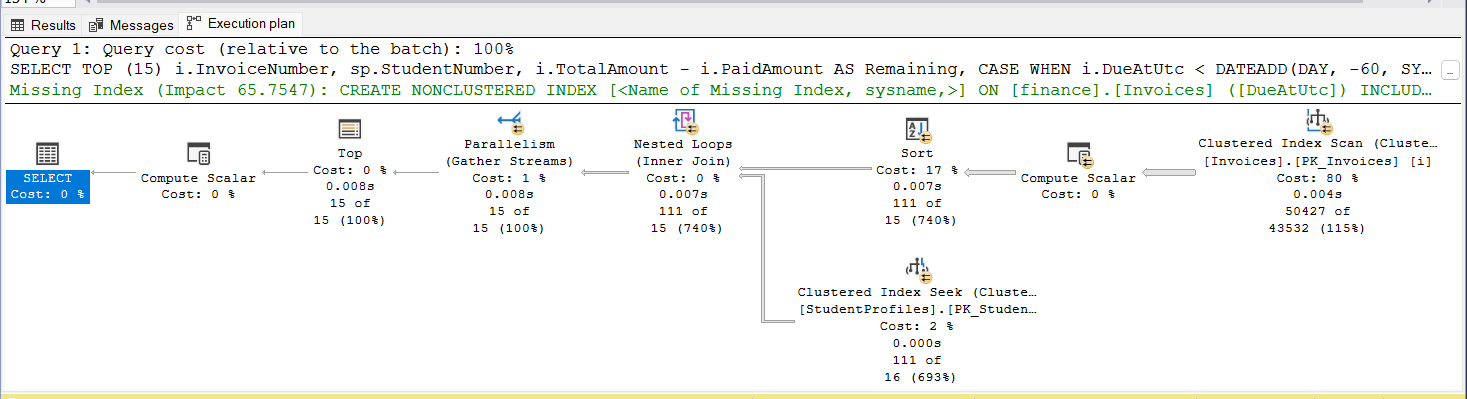 Results Messages Execution plan
Query 1: Query cost (relative to the batch): 100%
SELECT TOP (15) i.InvoiceNumber, sp.StudentNumber, i.TotalAmount - i.PaidAmount AS Remaining, CASE WHEN i.DueAtUtc < DATEADD(DAY, -60, SY…
Missing Index (Impact 65.7547): CREATE NONCLUSTERED INDEX [<Name of Missing Index, sysname,>] ON [finance].[Invoices] ([DueAtUtc]) INCLUD…
SELECT
Cost: 0 %
Compute Scalar
Cost: 0 %
Top
Cost: 0 %
0.008s
15 of
15 (100%)
Parallelism
(Gather Streams)
Cost: 1 %
0.008s
15 of
15 (100%)
Nested Loops
(Inner Join)
Cost: 0 %
0.007s
111 of
15 (740%)
Sort
Cost: 17 %
0.007s
111 of
15 (740%)
Compute Scalar
Cost: 0 %
Clustered Index Scan (Cluste…
[Invoices].[PK_Invoices] [i]
Cost: 80 %
0.004s
50427 of
43532 (115%)
Clustered Index Seek (Cluste…
[StudentProfiles].[PK_Studen…
Cost: 2 %
0.000s
111 of
16 (693%)